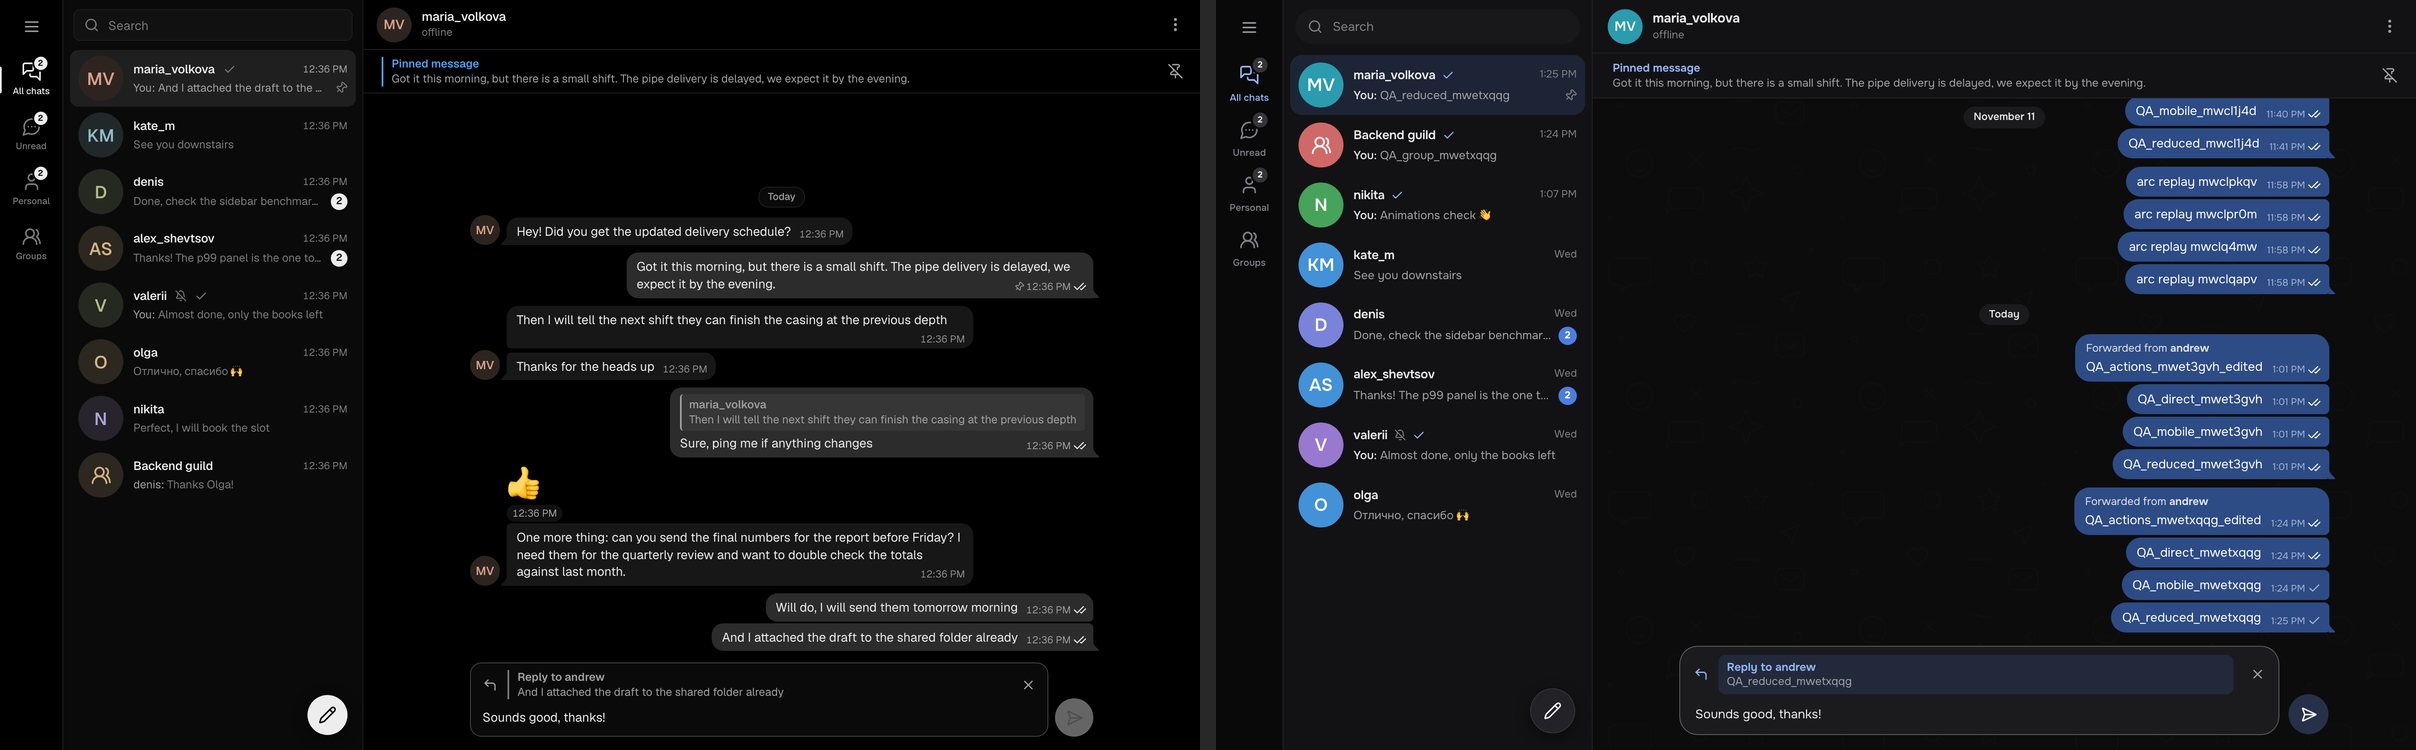 Search
2
All chats
2
Unread
2
Personal
Groups
MV
maria_volkova
12:36 PM
You: And I attached the draft to the ...
KM
kate_m
12:36 PM
See you downstairs
D
denis
12:36 PM
Done, check the sidebar benchmar...
2
AS
alex_shevtsov
12:36 PM
Thanks! The p99 panel is the one to...
2
V
valerii
12:36 PM
You: Almost done, only the books left
O
olga
12:36 PM
Отлично, спасибо 🙌
N
nikita
12:36 PM
Perfect, I will book the slot
Backend guild
12:36 PM
denis: Thanks Olga!
MV
maria_volkova
offline
Pinned message
Got it this morning, but there is a small shift. The pipe delivery is delayed, we expect it by the evening.
Today
MV
Hey! Did you get the updated delivery schedule? 12:36 PM
Got it this morning, but there is a small shift. The pipe delivery is delayed, we
expect it by the evening. 12:36 PM
Then I will tell the next shift they can finish the casing at the previous depth
12:36 PM
MV
Thanks for the heads up 12:36 PM
maria_volkova
Then I will tell the next shift they can finish the casing at the previous depth
Sure, ping me if anything changes 12:36 PM
👍
12:36 PM
One more thing: can you send the final numbers for the report before Friday? I
need them for the quarterly review and want to double check the totals
against last month. 12:36 PM
MV
Will do, I will send them tomorrow morning 12:36 PM
And I attached the draft to the shared folder already 12:36 PM
Reply to andrew
And I attached the draft to the shared folder already
Sounds good, thanks!
Search
2
All chats
2
Unread
2
Personal
Groups
MV
maria_volkova
1:25 PM
You: QA_reduced_mwetxqqg
Backend guild
1:24 PM
You: QA_group_mwetxqqg
N
nikita
1:07 PM
You: Animations check 👋
KM
kate_m
Wed
See you downstairs
D
denis
Wed
Done, check the sidebar benchmar...
2
AS
alex_shevtsov
Wed
Thanks! The p99 panel is the one t...
2
V
valerii
Wed
You: Almost done, only the books left
O
olga
Wed
Отлично, спасибо 🙌
MV
maria_volkova
offline
Pinned message
Got it this morning, but there is a small shift. The pipe delivery is delayed, we expect it by the evening.
November 11
QA_mobile_mwcl1j4d 11:40 PM
QA_reduced_mwcl1j4d 11:41 PM
arc replay mwclpkqv 11:58 PM
arc replay mwclpr0m 11:58 PM
arc replay mwclq4mw 11:58 PM
arc replay mwclqapv 11:58 PM
Today
Forwarded from andrew
QA_actions_mwet3gvh_edited 1:01 PM
QA_direct_mwet3gvh 1:01 PM
QA_mobile_mwet3gvh 1:01 PM
QA_reduced_mwet3gvh 1:01 PM
Forwarded from andrew
QA_actions_mwetxqqg_edited 1:24 PM
QA_direct_mwetxqqg 1:24 PM
QA_mobile_mwetxqqg 1:24 PM
QA_reduced_mwetxqqg 1:25 PM
Reply to andrew
QA_reduced_mwetxqqg
Sounds good, thanks!